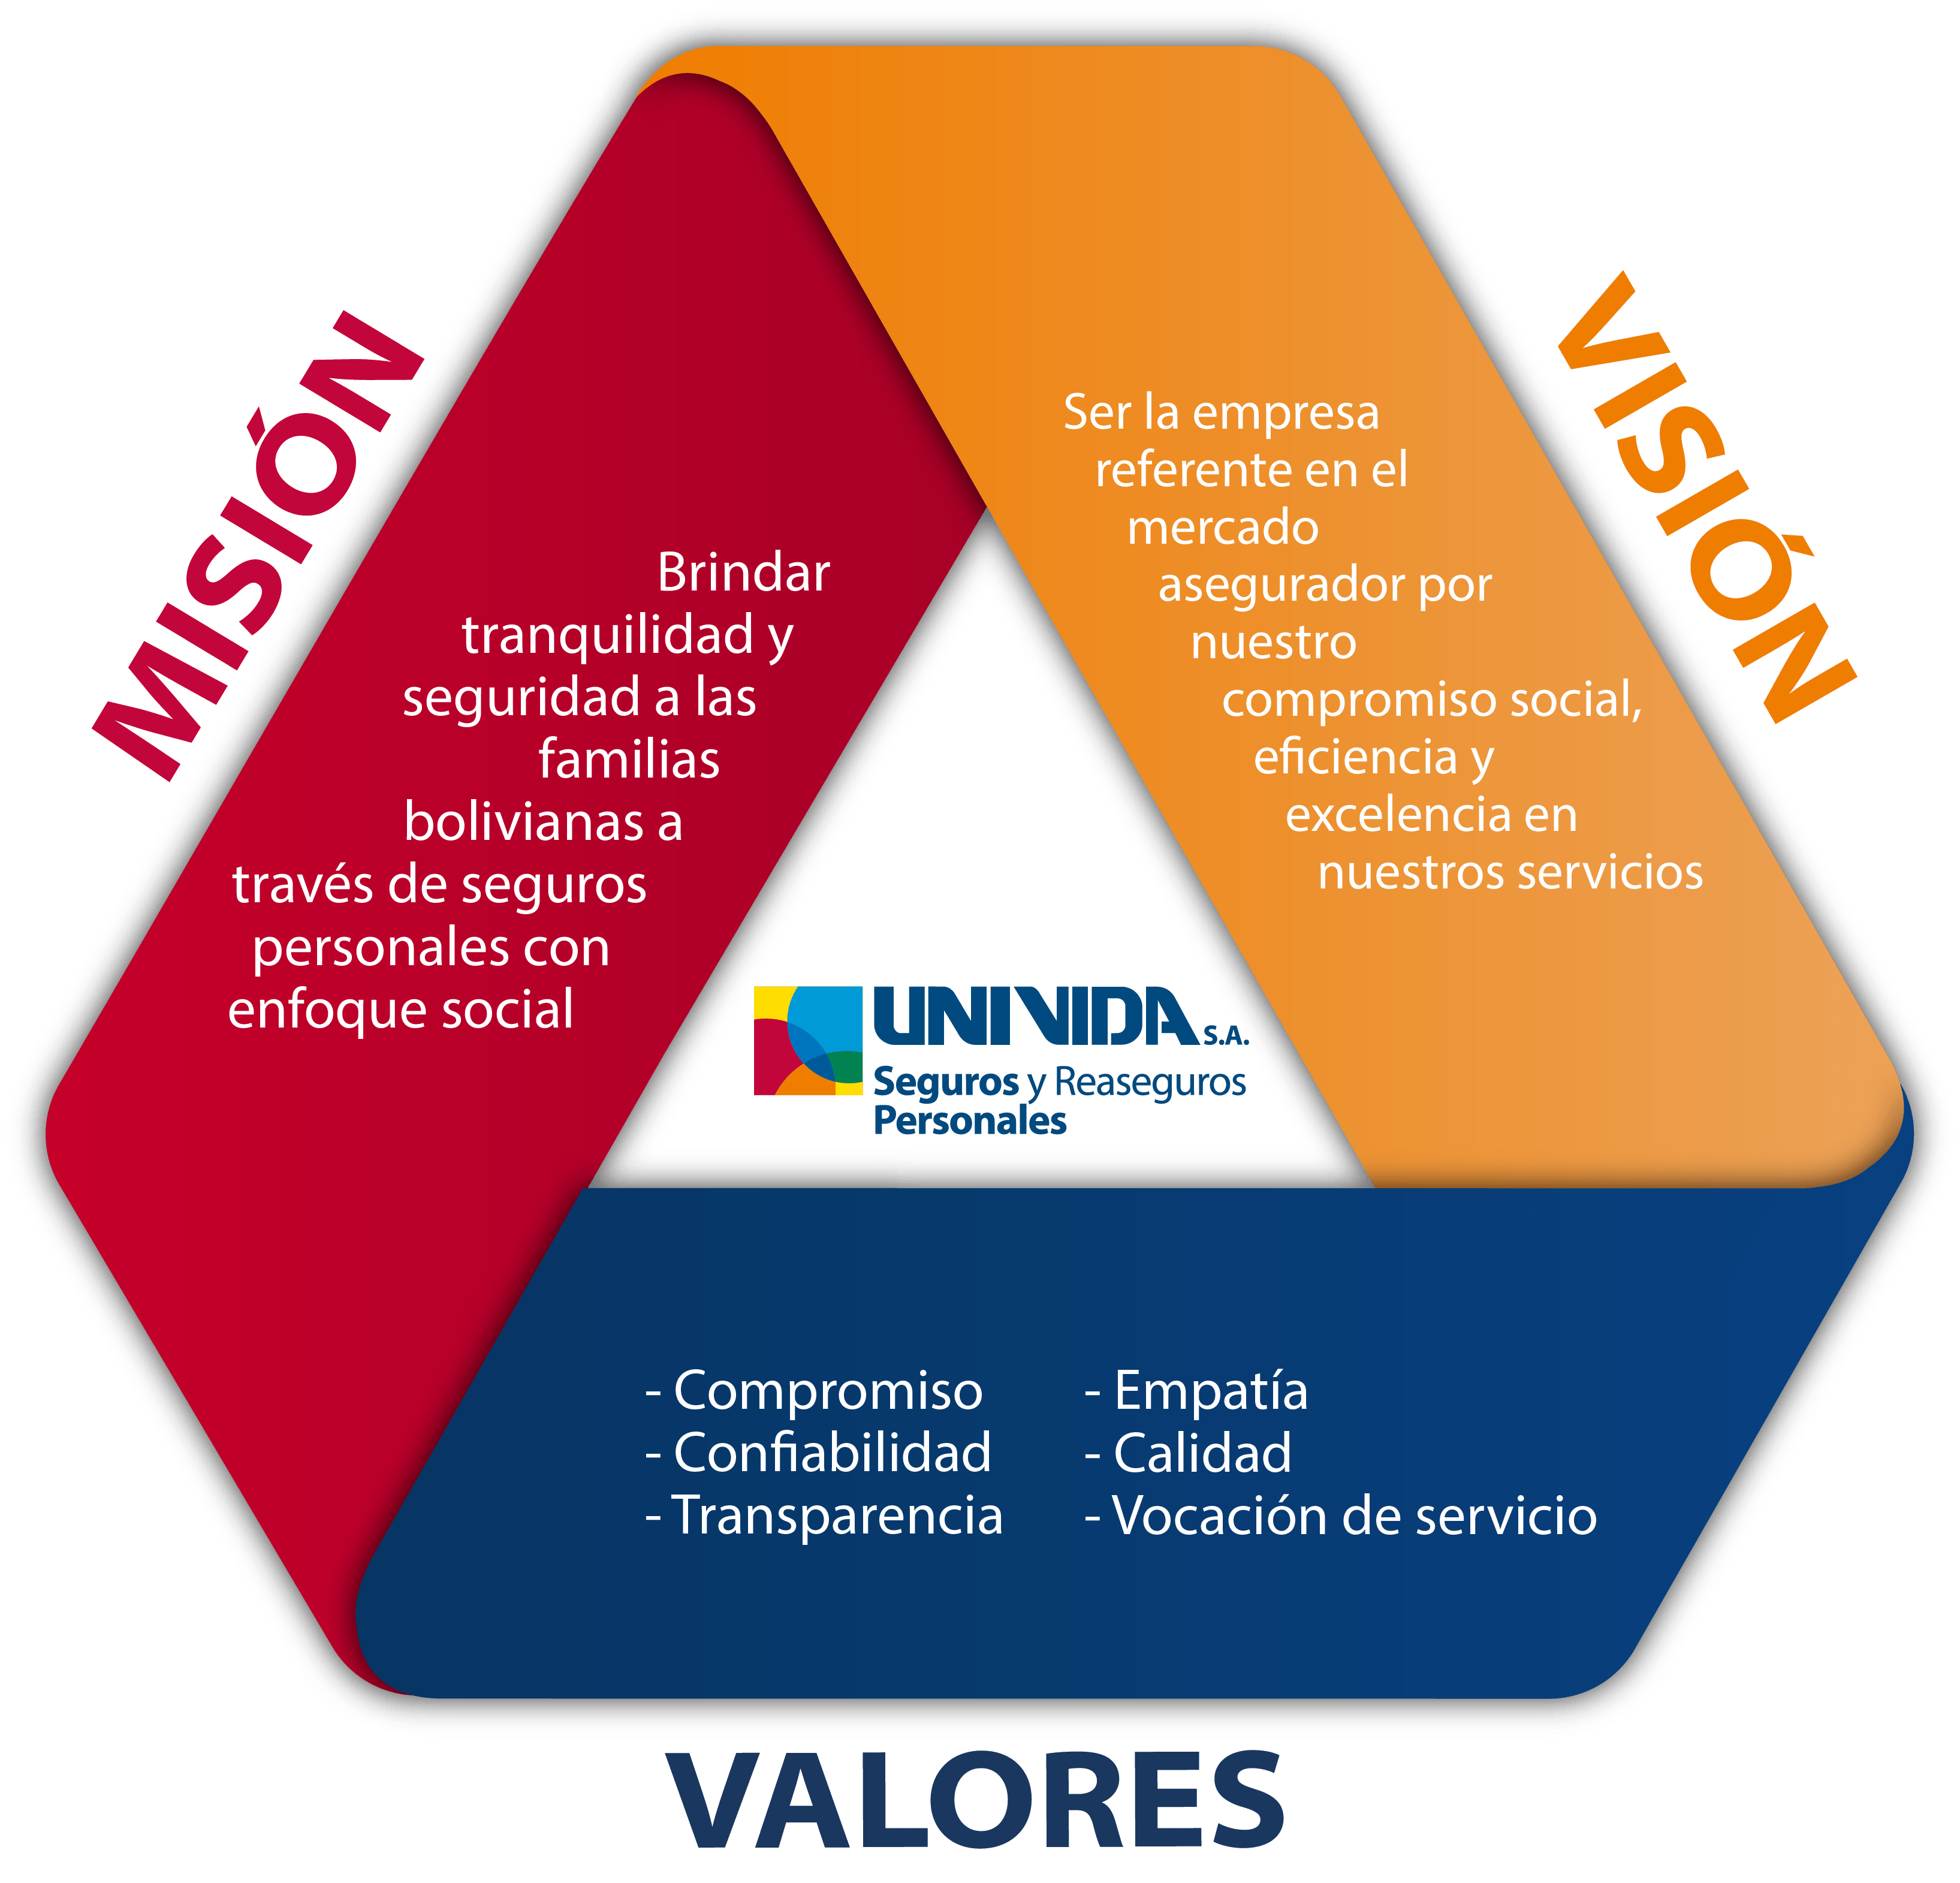 MISIÓN
Brindar
tranquilidad y
seguridad a las
familias
bolivianas a
través de seguros
personales con
enfoque social
VISIÓN
Ser la empresa
referente en el
mercado
asegurador por
nuestro
compromiso social,
eficiencia y
excelencia en
nuestros servicios
UNIVIDA S.A.
Seguros y Reaseguros
Personales
- Compromiso
- Confiabilidad
- Transparencia
- Empatía
- Calidad
- Vocación de servicio
VALORES